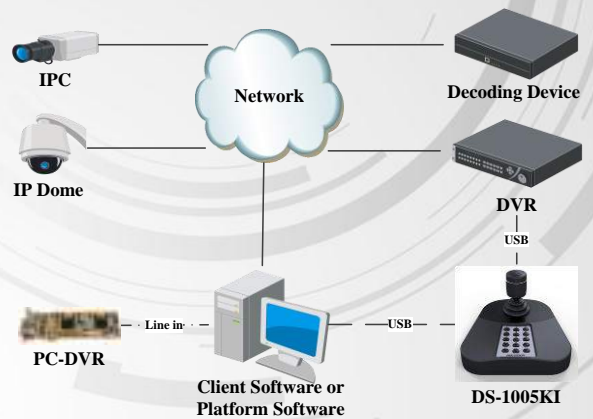 IPC
Network
Decoding Device
IP Dome
DVR
USB
PC-DVR
Line in
USB
Client Software or
Platform Software
DS-1005KI